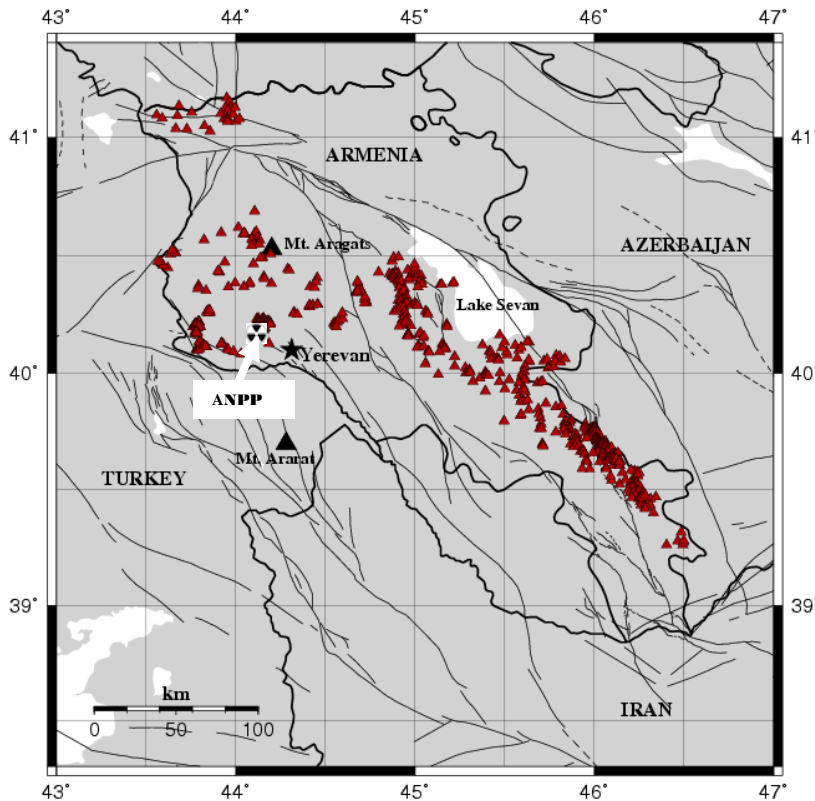 43° 44° 45° 46° 47°
41° 41°
ARMENIA
Mt. Aragats
AZERBAIJAN
Lake Sevan
Yerevan
40° 40°
ANPP
Mt. Ararat
TURKEY
39° 39°
km
IRAN
0 50 100
43° 44° 45° 46° 47°